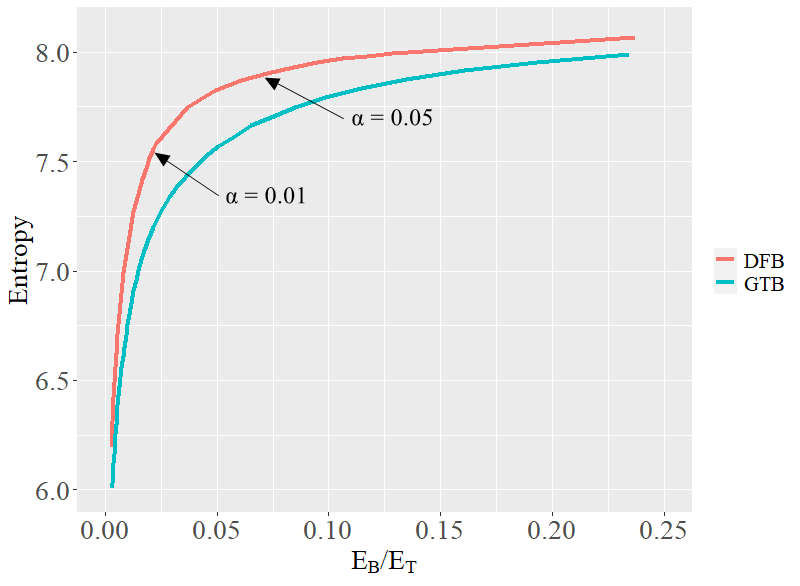 8.0
7.5
7.0
6.5
6.0
Entropy
α = 0.05
α = 0.01
DFB
GTB
0.00 0.05 0.10 0.15 0.20 0.25
E_B/E_T